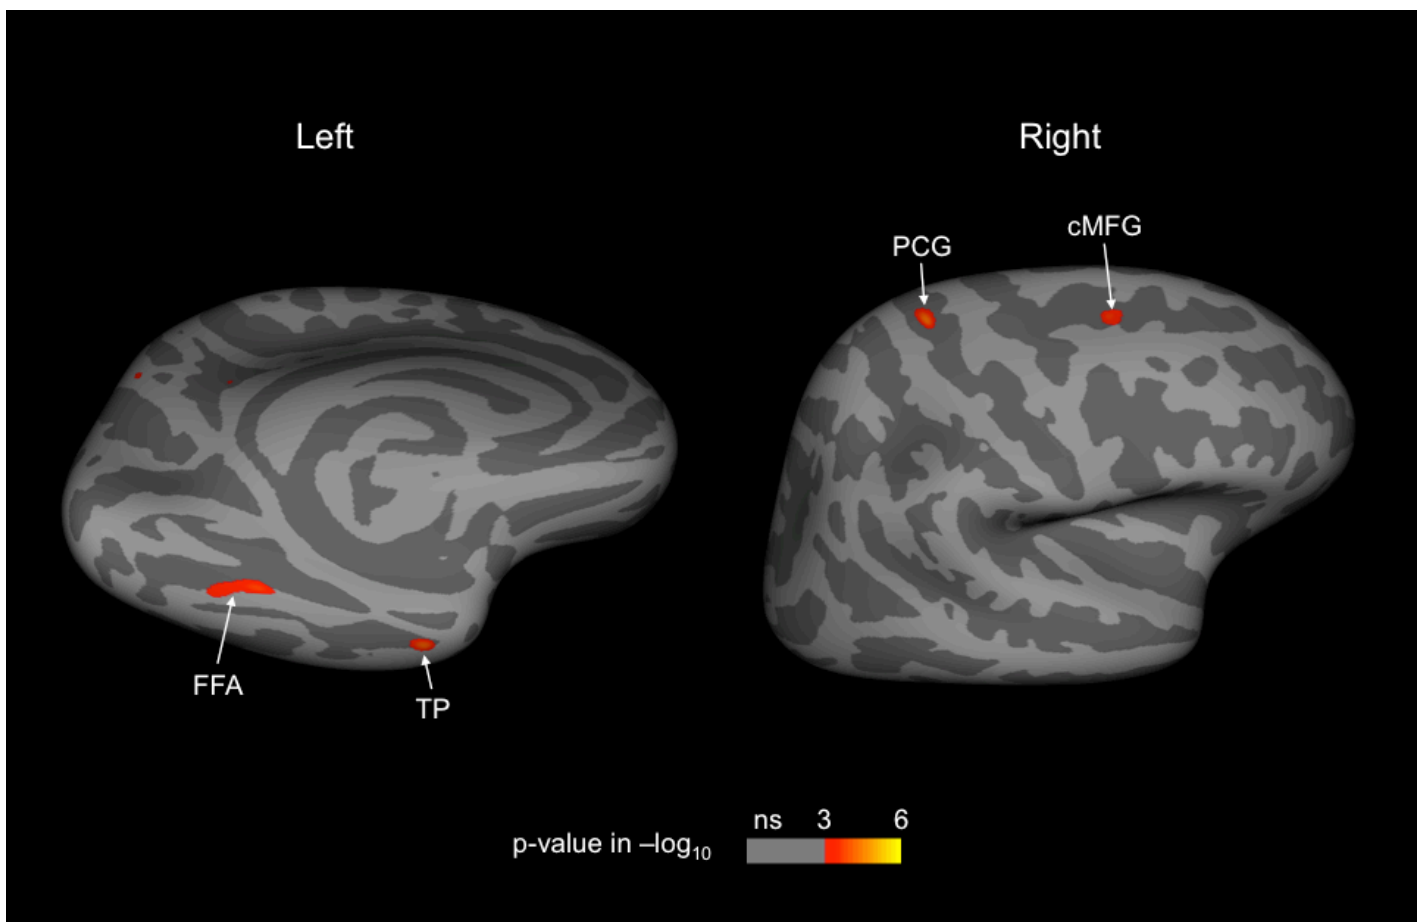 Left
Right
cMFG
PCG
FFA
TP
ns 3 6
p-value in –log10